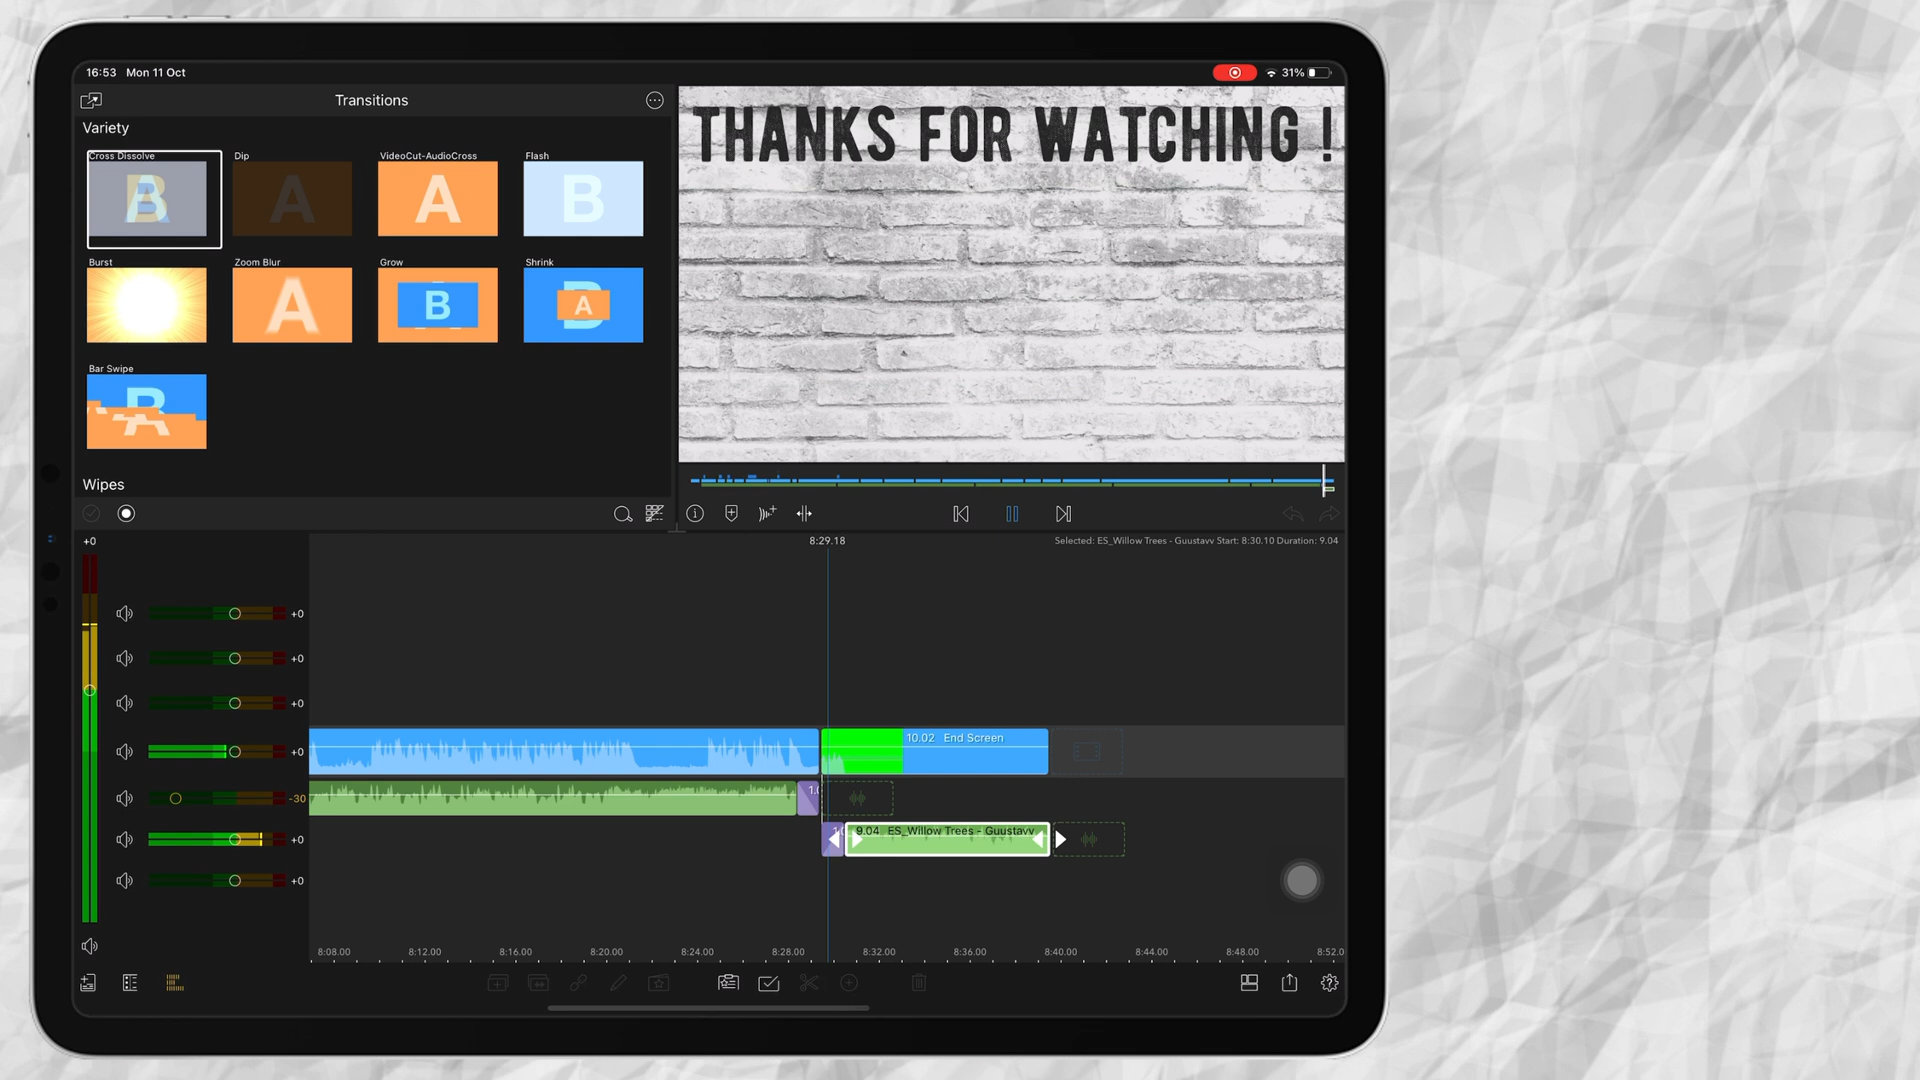 16:53 Mon 11 Oct
31%
Transitions
Variety
Cross Dissolve
Dip
VideoCut-AudioCross
Flash
B
A
A
B
Burst
Zoom Blur
Grow
Shrink
A
B
A
Bar Swipe
Wipes
THANKS FOR WATCHING !
+0
8:29.18
Selected: ES_Willow Trees - Guustavv Start: 8:30.10 Duration: 9.04
+0
+0
+0
+0
10.02 End Screen
-30
+0
9.04 ES_Willow Trees - Guustavv
+0
8:08.00 8:12.00 8:16.00 8:20.00 8:24.00 8:28.00 8:32.00 8:36.00 8:40.00 8:44.00 8:48.00 8:52.0